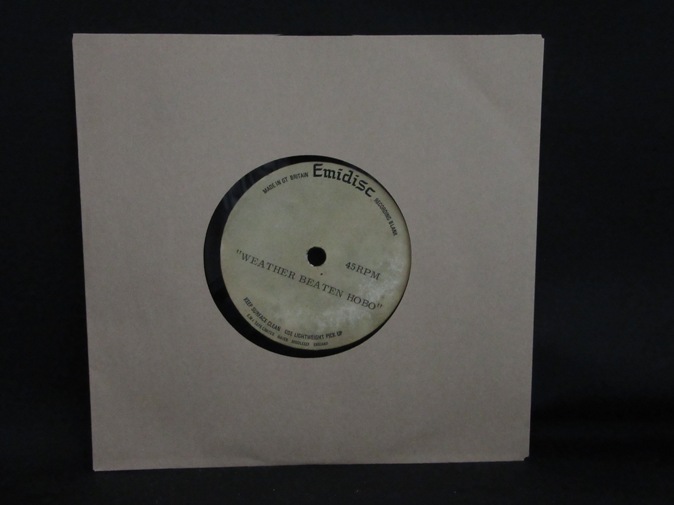 MADE IN GT BRITAIN
Emidisc
RECORDING BLANK
45RPM
"WEATHER BEATEN HOBO"
KEEP SURFACE CLEAN. USE LIGHTWEIGHT PICK UP